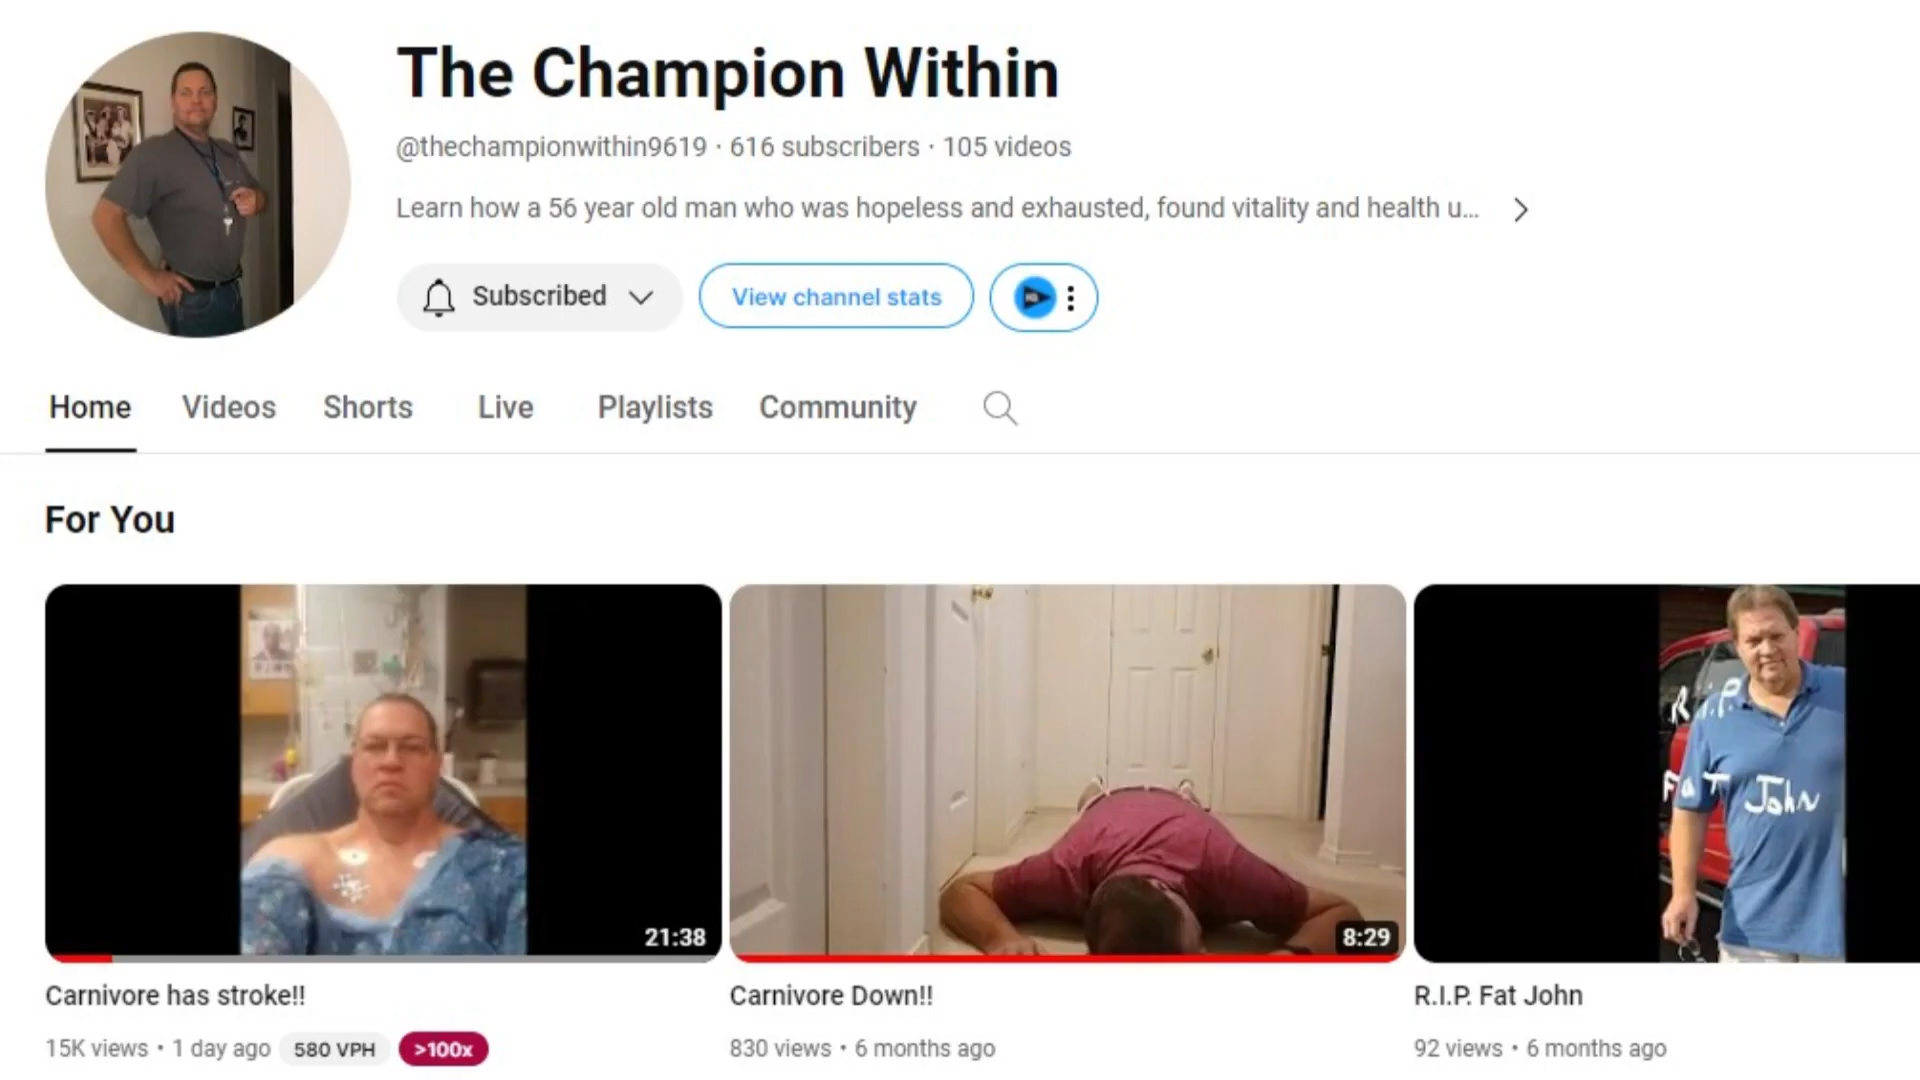 The Champion Within
@thechampionwithin9619 · 616 subscribers · 105 videos
Learn how a 56 year old man who was hopeless and exhausted, found vitality and health u...
Subscribed
View channel stats
Home Videos Shorts Live Playlists Community
For You
R.I.P.
FaT John
21:38
8:29
Carnivore has stroke!!
Carnivore Down!!
R.I.P. Fat John
15K views • 1 day ago 580 VPH >100x
830 views • 6 months ago
92 views • 6 months ago